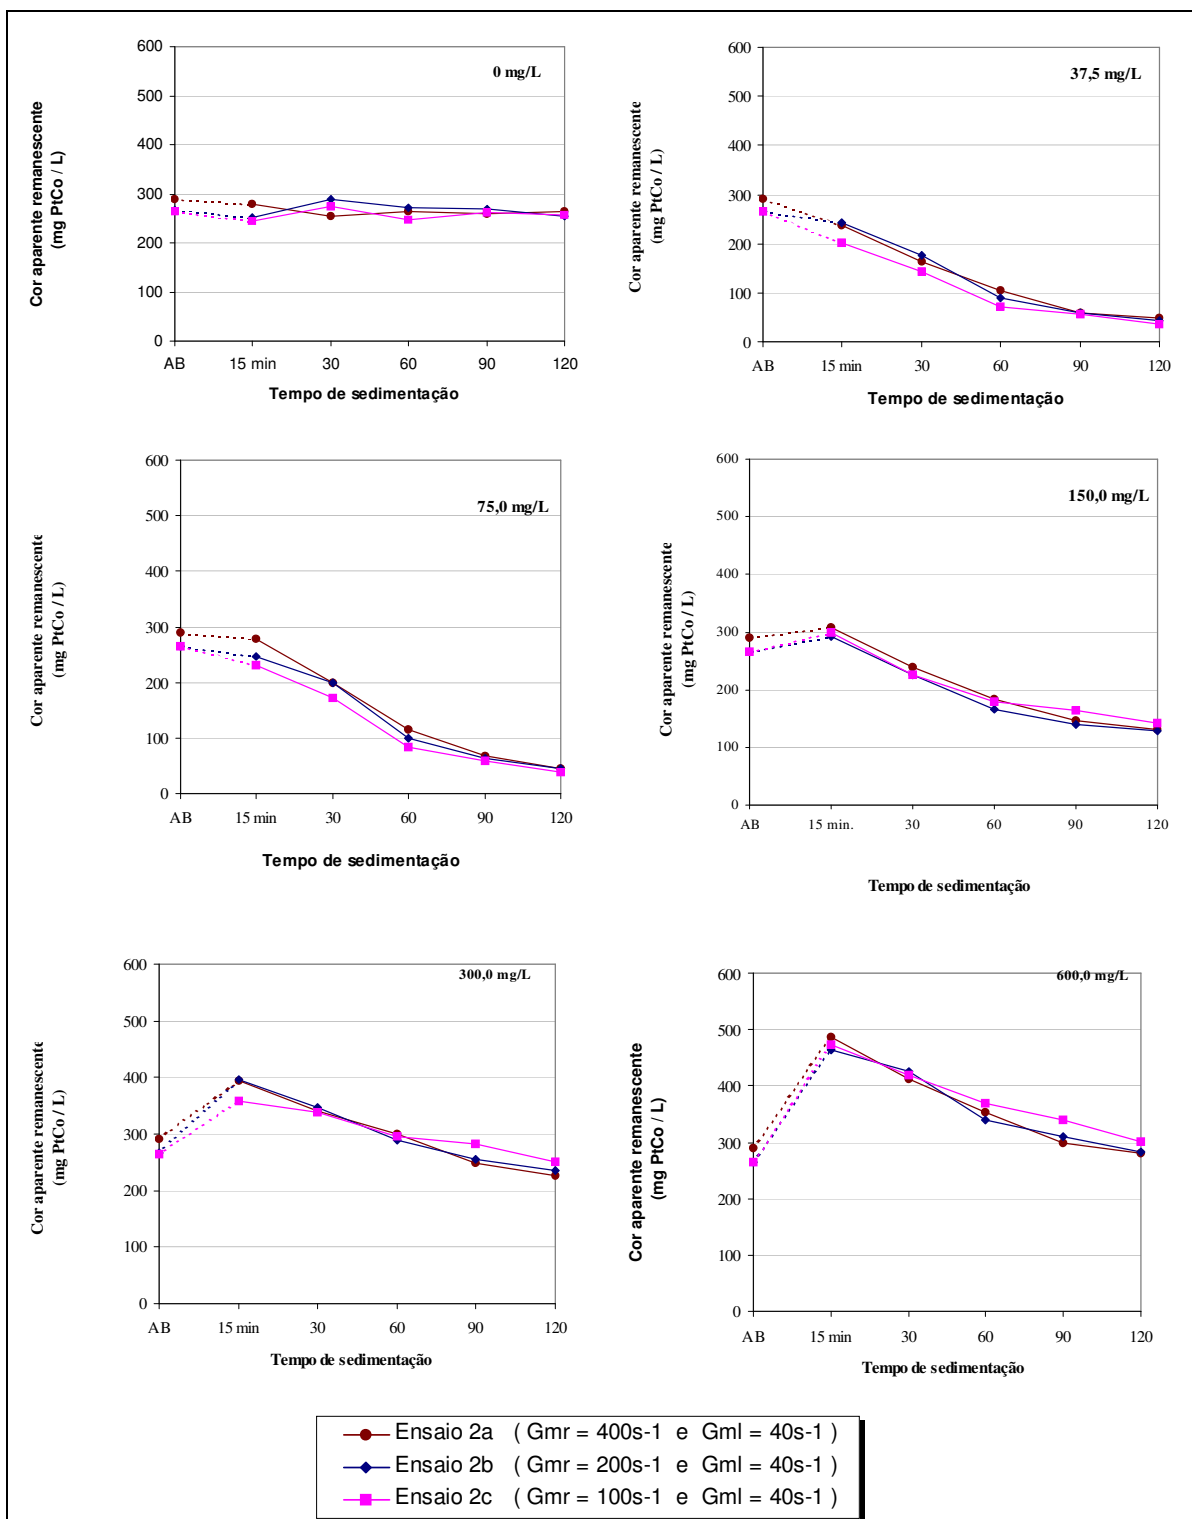 0 mg/L
Cor aparente remanescente
(mg PtCo / L)
600
500
400
300
200
100
0
AB 15 min 30 60 90 120
Tempo de sedimentação
37,5 mg/L
Cor aparente remanescente
(mg PtCo / L)
600
500
400
300
200
100
0
AB 15 min 30 60 90 120
Tempo de sedimentação
75,0 mg/L
Cor aparente remanescente
(mg PtCo / L)
600
500
400
300
200
100
0
AB 15 min 30 60 90 120
Tempo de sedimentação
150,0 mg/L
Cor aparente remanescente
(mg PtCo / L)
600
500
400
300
200
100
0
AB 15 min. 30 60 90 120
Tempo de sedimentação
300,0 mg/L
Cor aparente remanescente
(mg PtCo / L)
600
500
400
300
200
100
0
AB 15 min 30 60 90 120
Tempo de sedimentação
600,0 mg/L
Cor aparente remanescente
(mg PtCo / L)
600
500
400
300
200
100
0
AB 15 min 30 60 90 120
Tempo de sedimentação
Ensaio 2a ( Gmr = 400s-1 e Gml = 40s-1 )
Ensaio 2b ( Gmr = 200s-1 e Gml = 40s-1 )
Ensaio 2c ( Gmr = 100s-1 e Gml = 40s-1 )